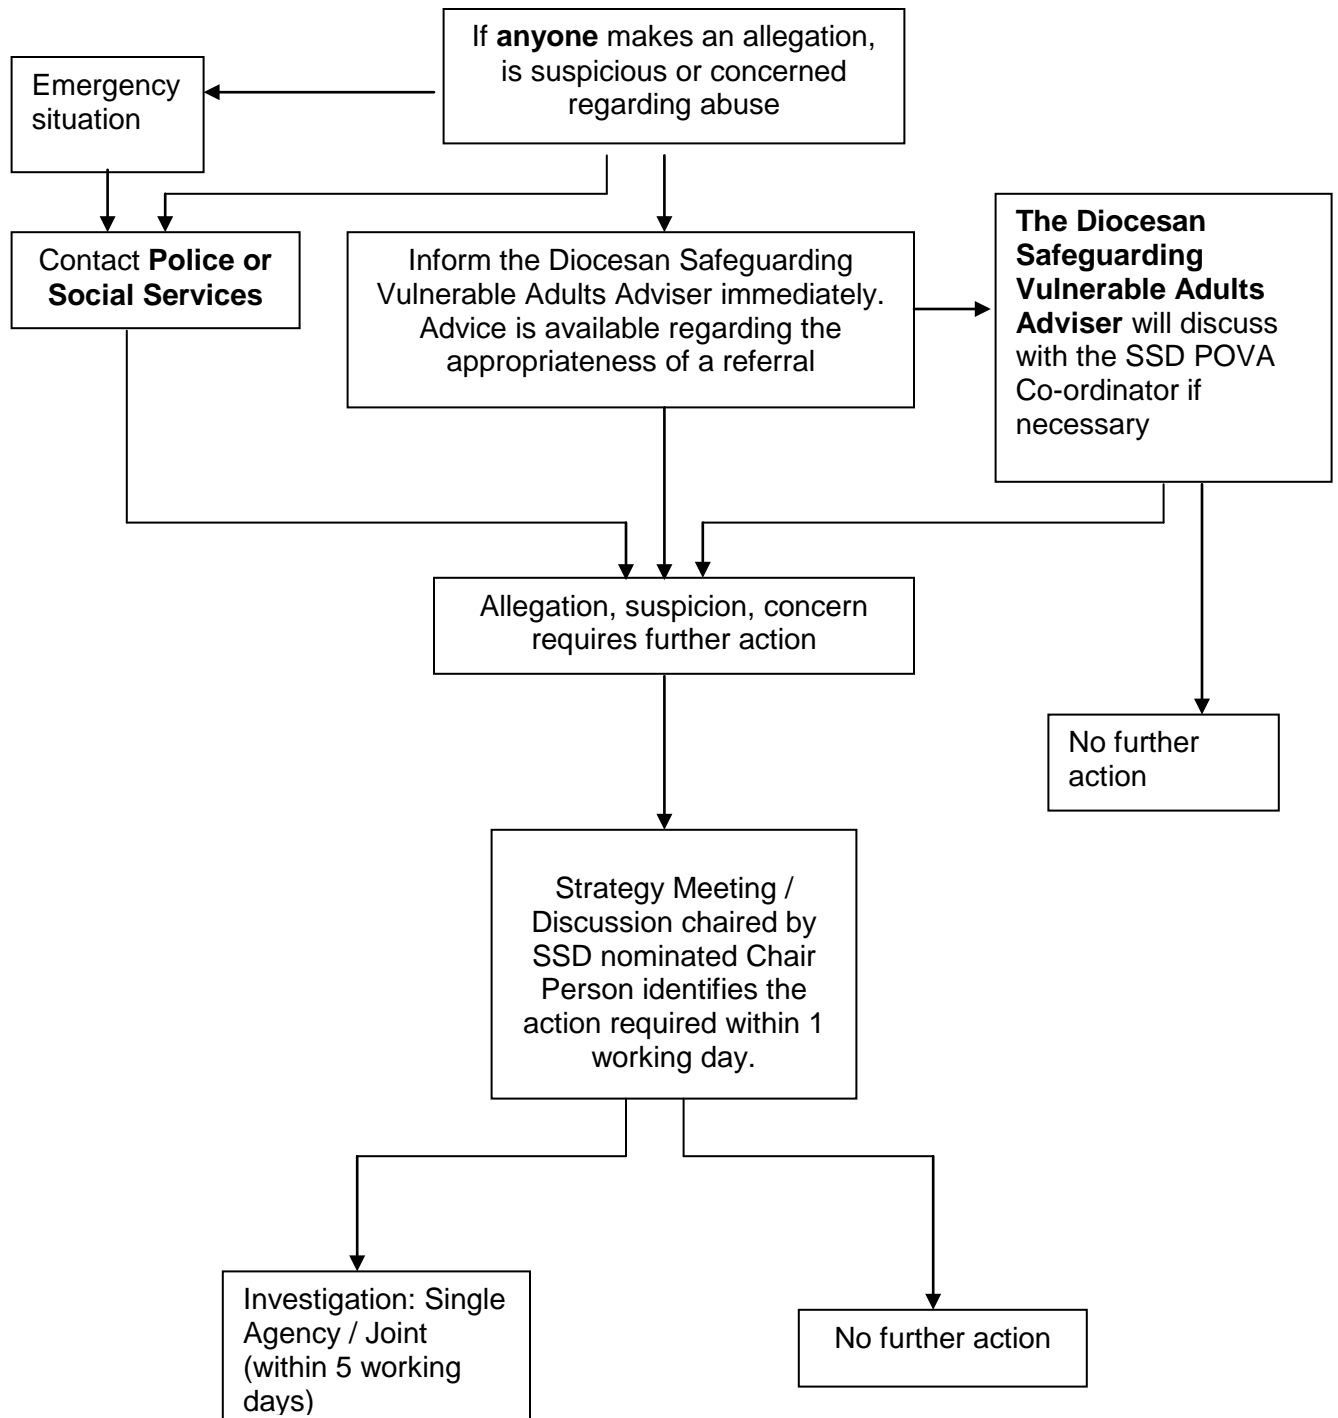 If anyone makes an allegation,
is suspicious or concerned
regarding abuse
Emergency
situation
Contact Police or
Social Services
Inform the Diocesan Safeguarding
Vulnerable Adults Adviser immediately.
Advice is available regarding the
appropriateness of a referral
The Diocesan
Safeguarding
Vulnerable Adults
Adviser will discuss
with the SSD POVA
Co-ordinator if
necessary
Allegation, suspicion, concern
requires further action
No further
action
Strategy Meeting /
Discussion chaired by
SSD nominated Chair
Person identifies the
action required within 1
working day.
Investigation: Single
Agency / Joint
(within 5 working
days)
No further action